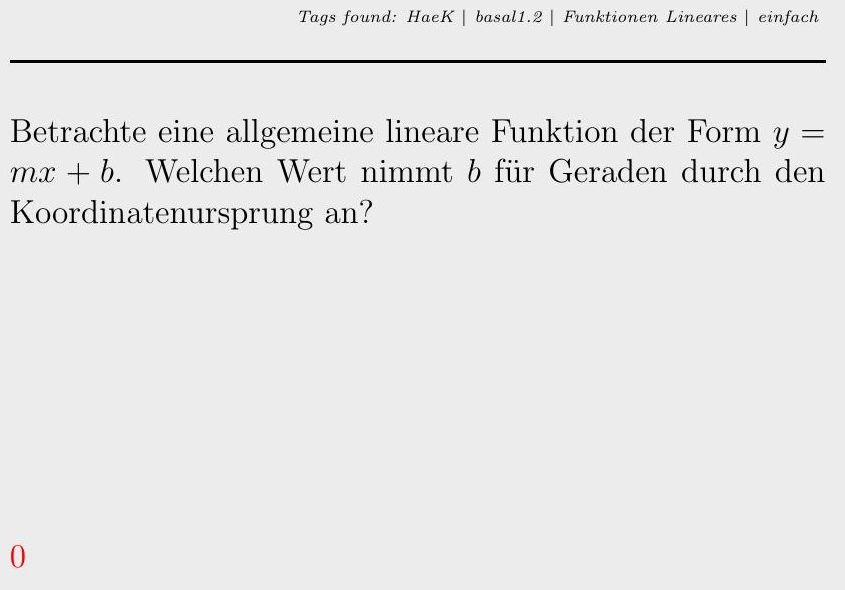 Tags found: HaeK | basal1.2 | Funktionen Lineares | einfach
Betrachte eine allgemeine lineare Funktion der Form y =
mx + b. Welchen Wert nimmt b für Geraden durch den
Koordinatenursprung an?
0